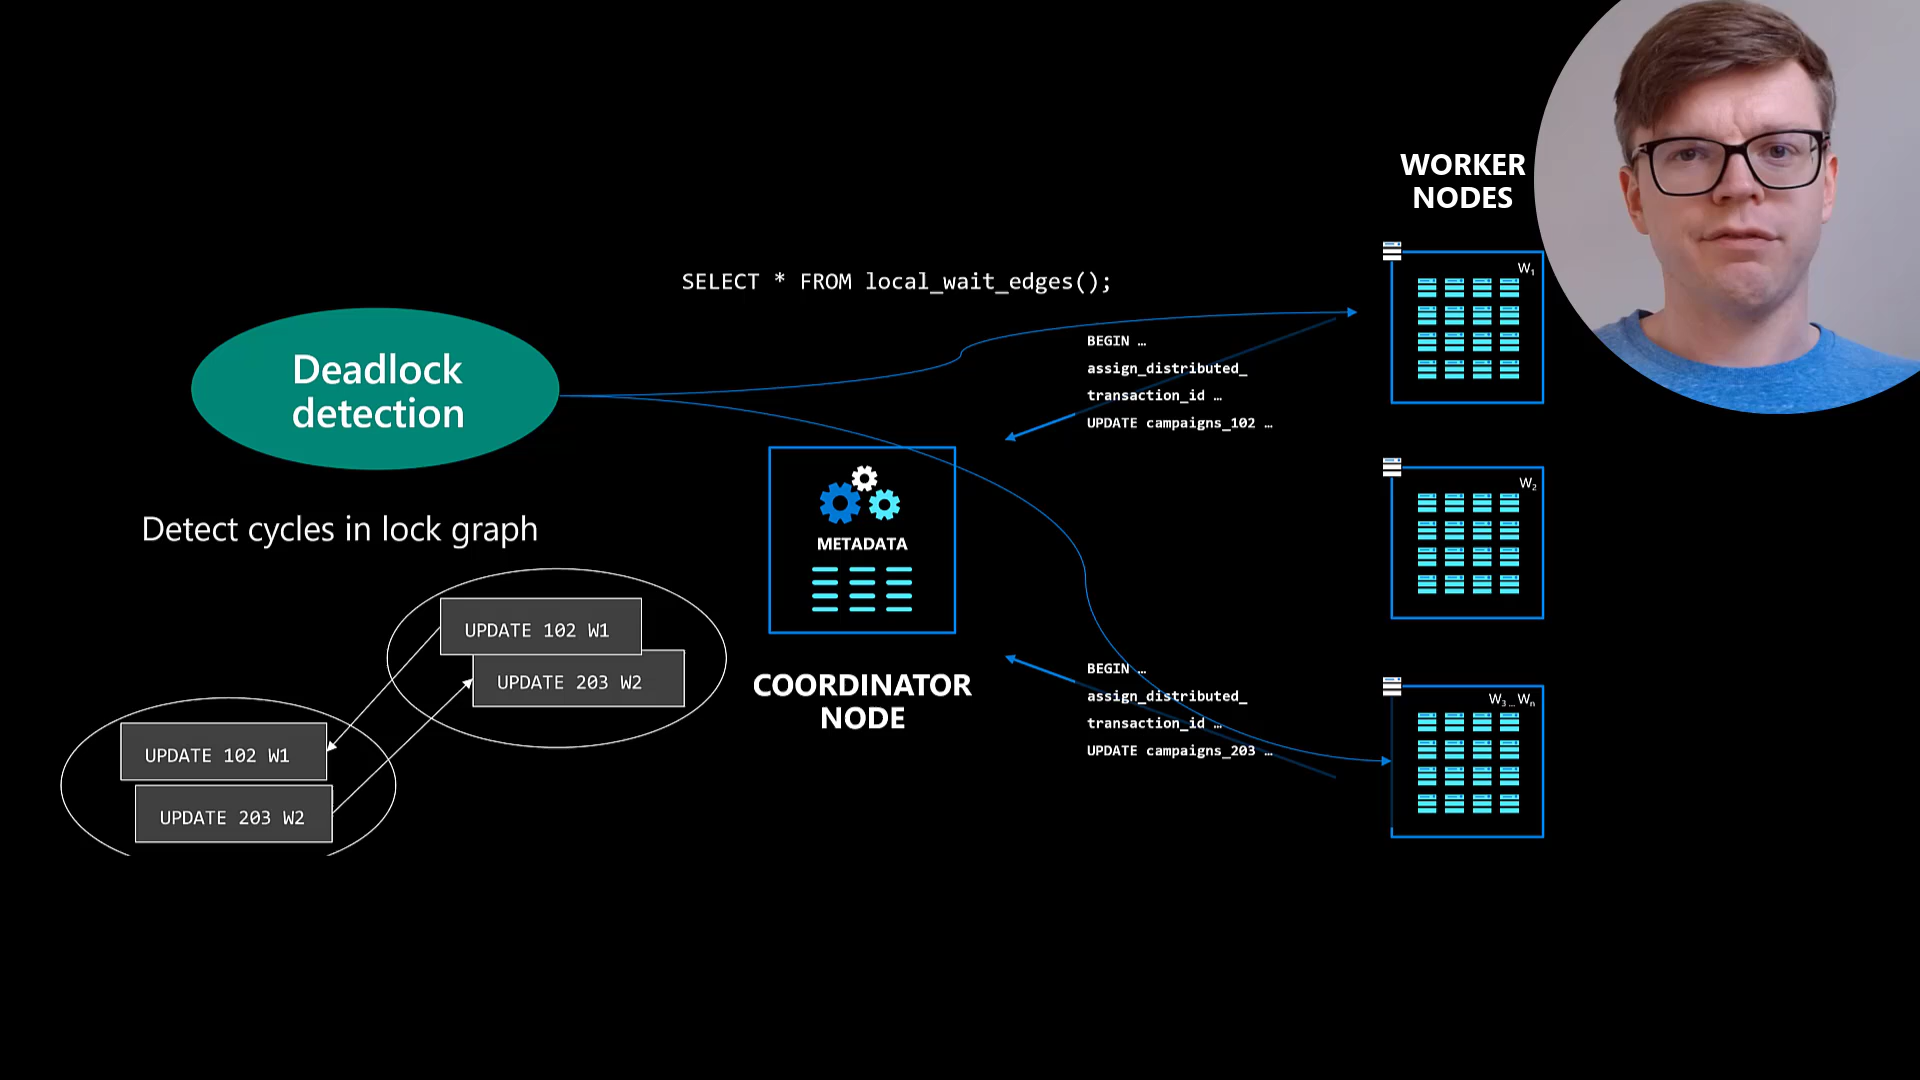 WORKER
NODES
SELECT * FROM local_wait_edges();
Deadlock
detection
Detect cycles in lock graph
UPDATE 102 W1
UPDATE 203 W2
UPDATE 102 W1
UPDATE 203 W2
METADATA
COORDINATOR
NODE
BEGIN …
assign_distributed_
transaction_id …
UPDATE campaigns_102 …
BEGIN …
assign_distributed_
transaction_id …
UPDATE campaigns_203 …
W1
W2
W3 … Wn